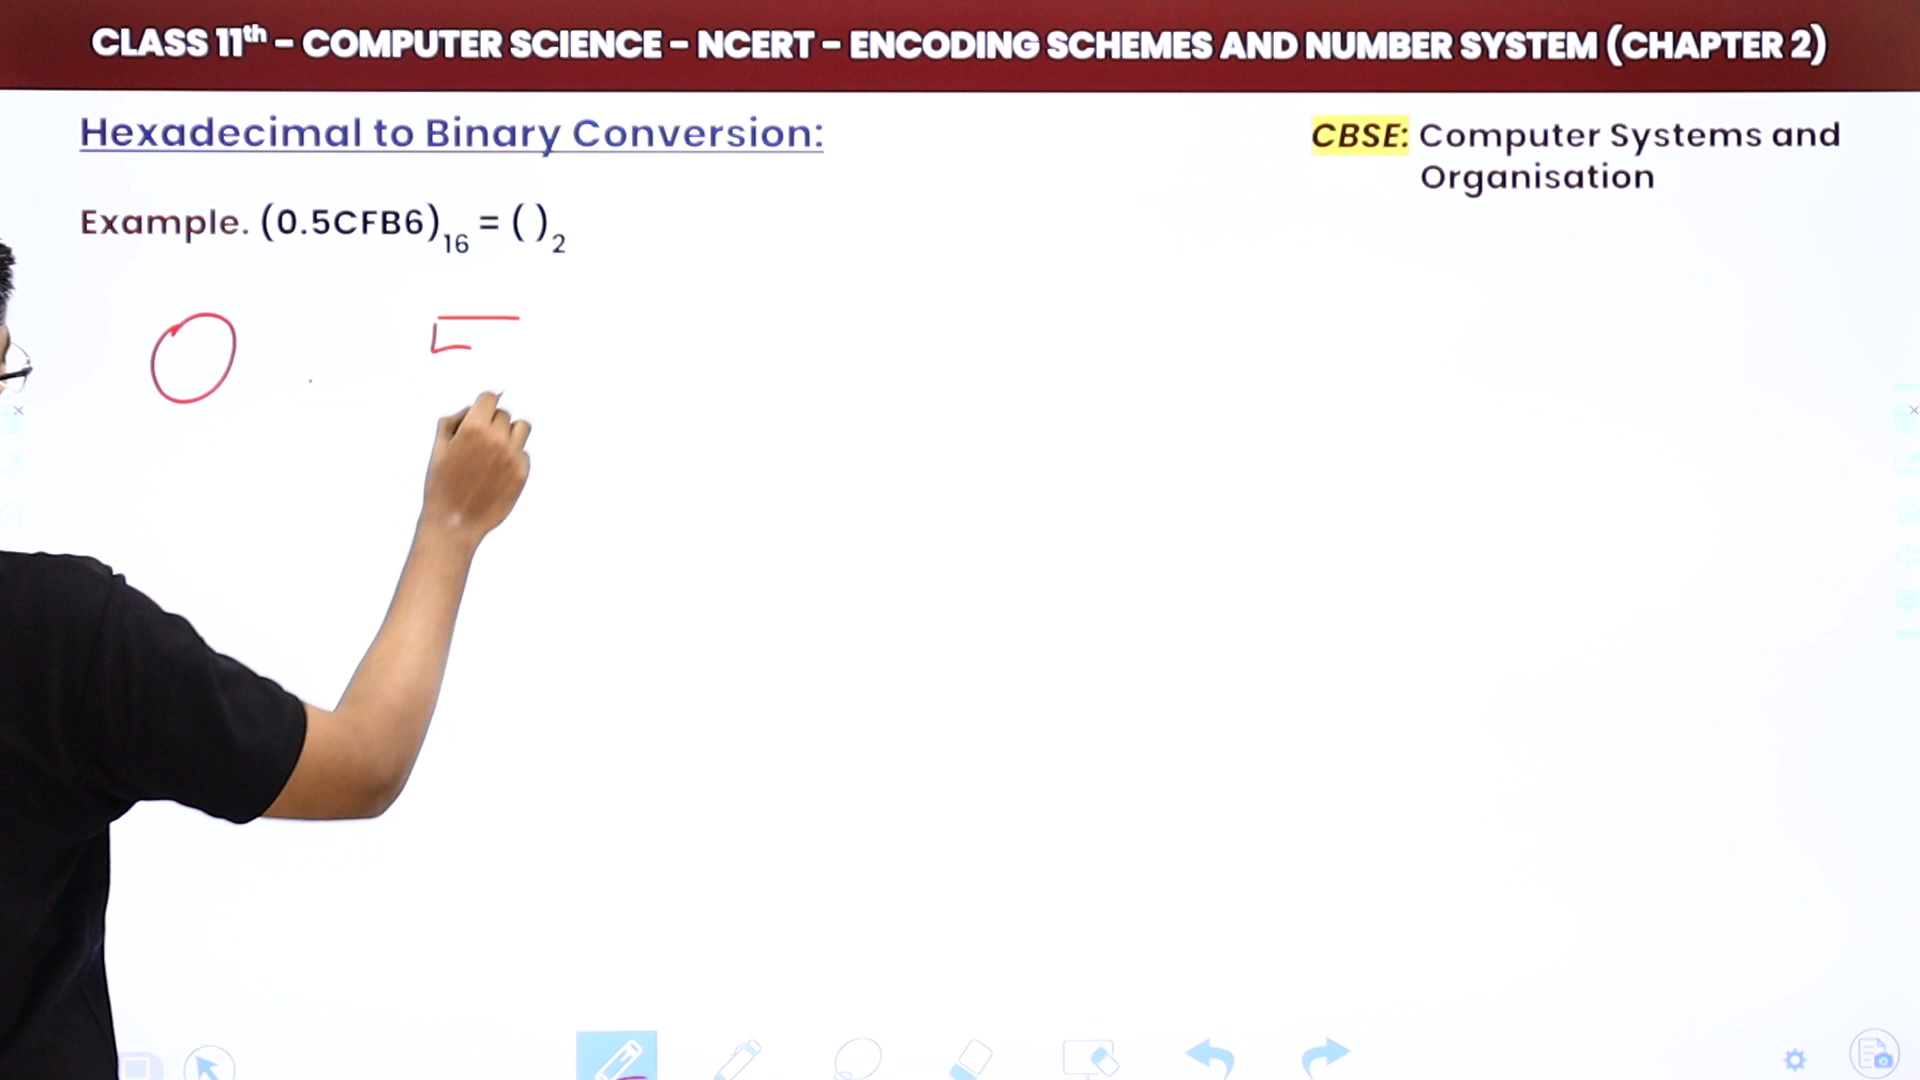 CLASS 11th - COMPUTER SCIENCE - NCERT - ENCODING SCHEMES AND NUMBER SYSTEM (CHAPTER 2)
Hexadecimal to Binary Conversion:
CBSE: Computer Systems and
Organisation
Example. (0.5CFB6)16 = ( )2
0 .